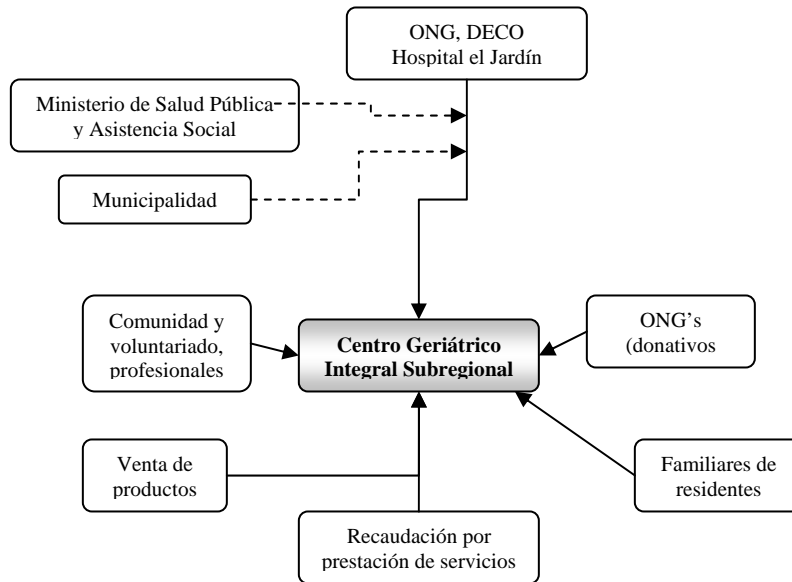 ONG, DECO
Hospital el Jardín
Ministerio de Salud Pública
y Asistencia Social
Municipalidad
Comunidad y
voluntariado,
profesionales
Centro Geriátrico
Integral Subregional
ONG's
(donativos
Venta de
productos
Familiares de
residentes
Recaudación por
prestación de servicios